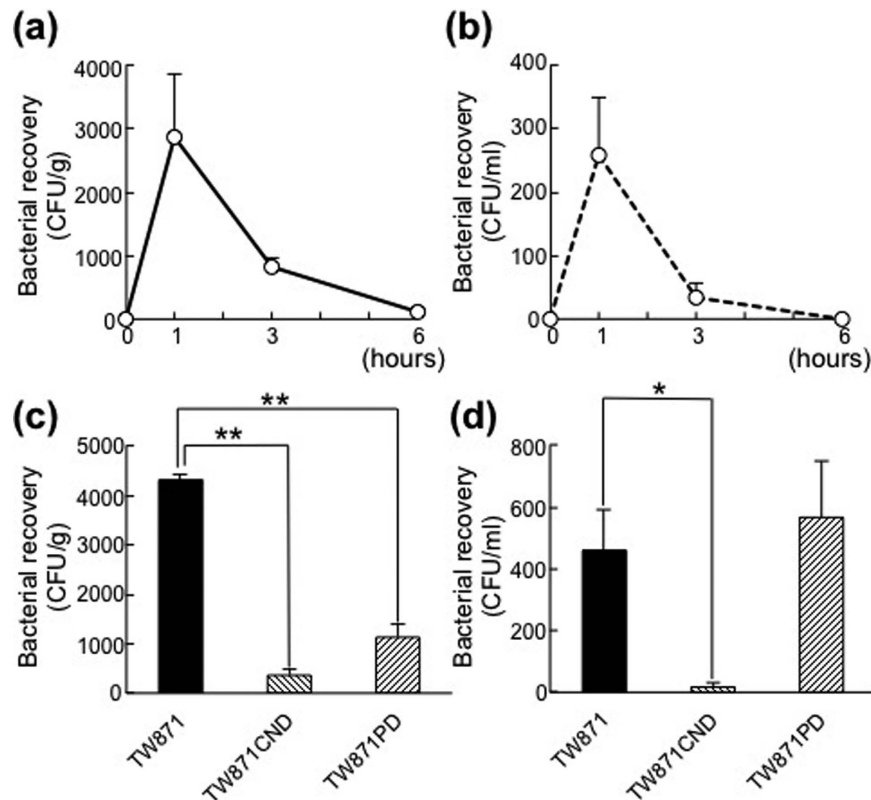 (a)
Bacterial recovery
(CFU/g)
4000
3000
2000
1000
0
0 1 3 6
(hours)
(b)
Bacterial recovery
(CFU/ml)
400
300
200
100
0
0 1 3 6
(hours)
(c)
Bacterial recovery
(CFU/g)
5000
4000
3000
2000
1000
0
**
**
TW871
TW871CND
TW871PD
(d)
Bacterial recovery
(CFU/ml)
800
600
400
200
0
*
TW871
TW871CND
TW871PD